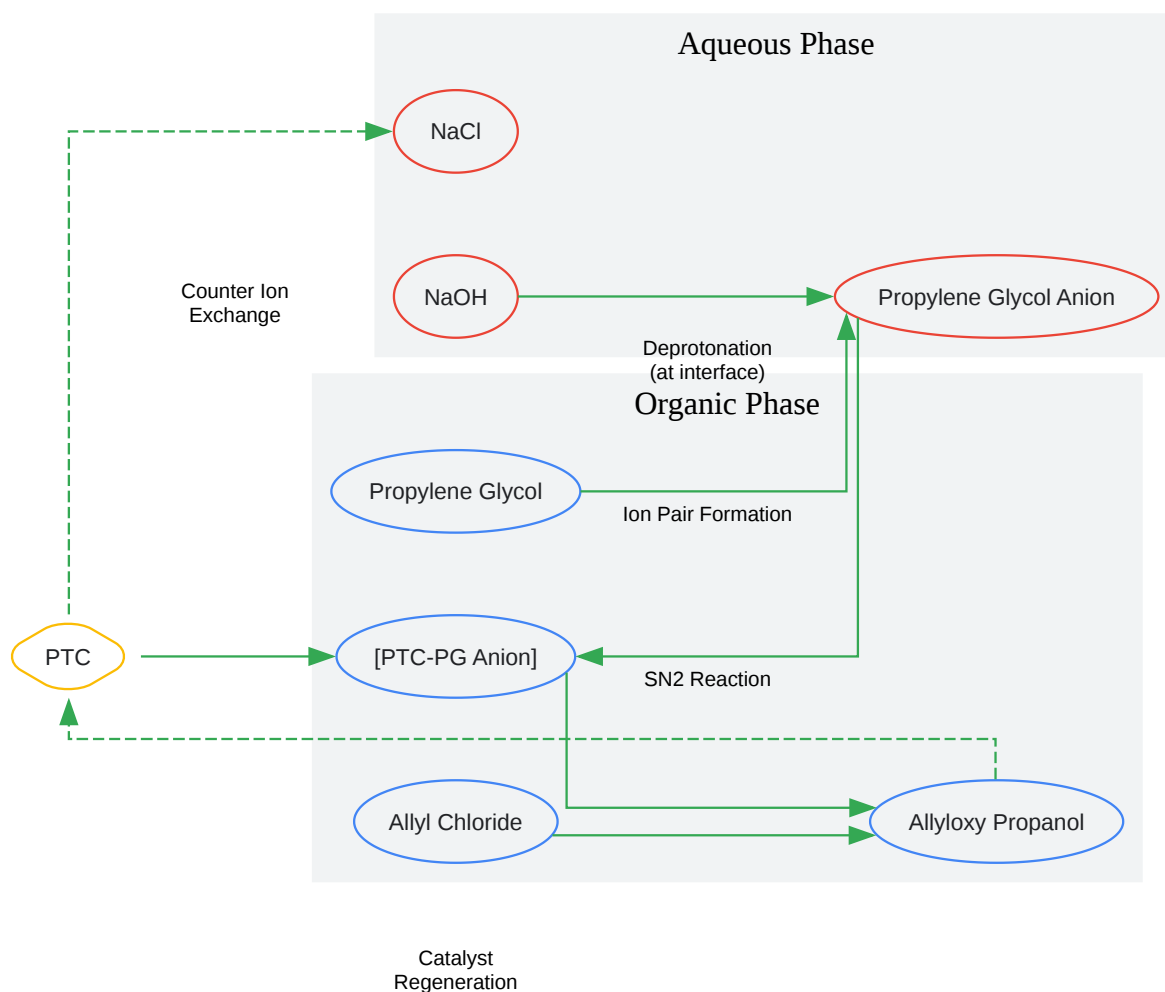 Aqueous Phase
NaCl
Counter Ion
Exchange
NaOH
Propylene Glycol Anion
Deprotonation
(at interface)
Organic Phase
Propylene Glycol
Ion Pair Formation
PTC
[PTC-PG Anion]
SN2 Reaction
Allyl Chloride
Allyloxy Propanol
Catalyst
Regeneration